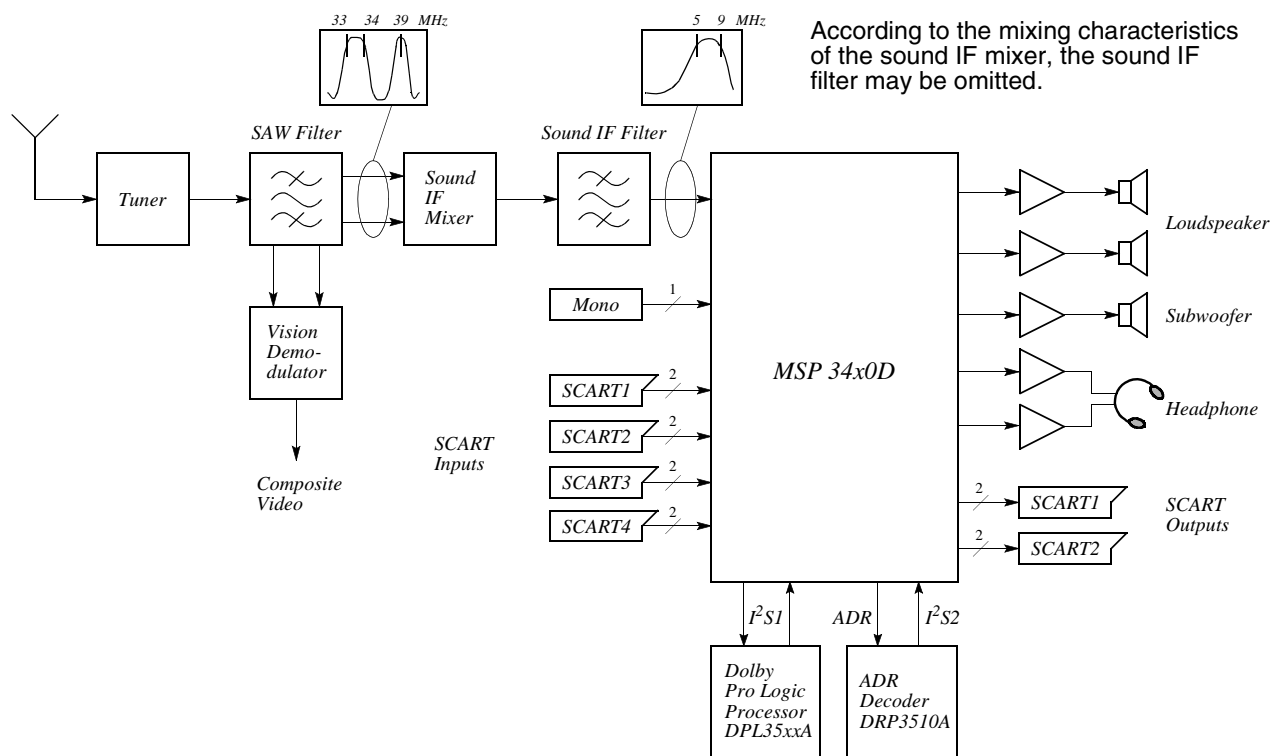 33 34 39 MHz
5 9 MHz
According to the mixing characteristics
of the sound IF mixer, the sound IF
filter may be omitted.
SAW Filter
Sound IF Filter
Tuner
Sound
IF
Mixer
Loudspeaker
Mono
1
Subwoofer
Vision
Demo-
dulator
MSP 34x0D
SCART1
2
Headphone
SCART
Inputs
SCART2
2
Composite
Video
SCART3
2
SCART4
2
2
SCART1
SCART
Outputs
2
SCART2
I²S1
ADR
I²S2
Dolby
Pro Logic
Processor
DPL35xxA
ADR
Decoder
DRP3510A